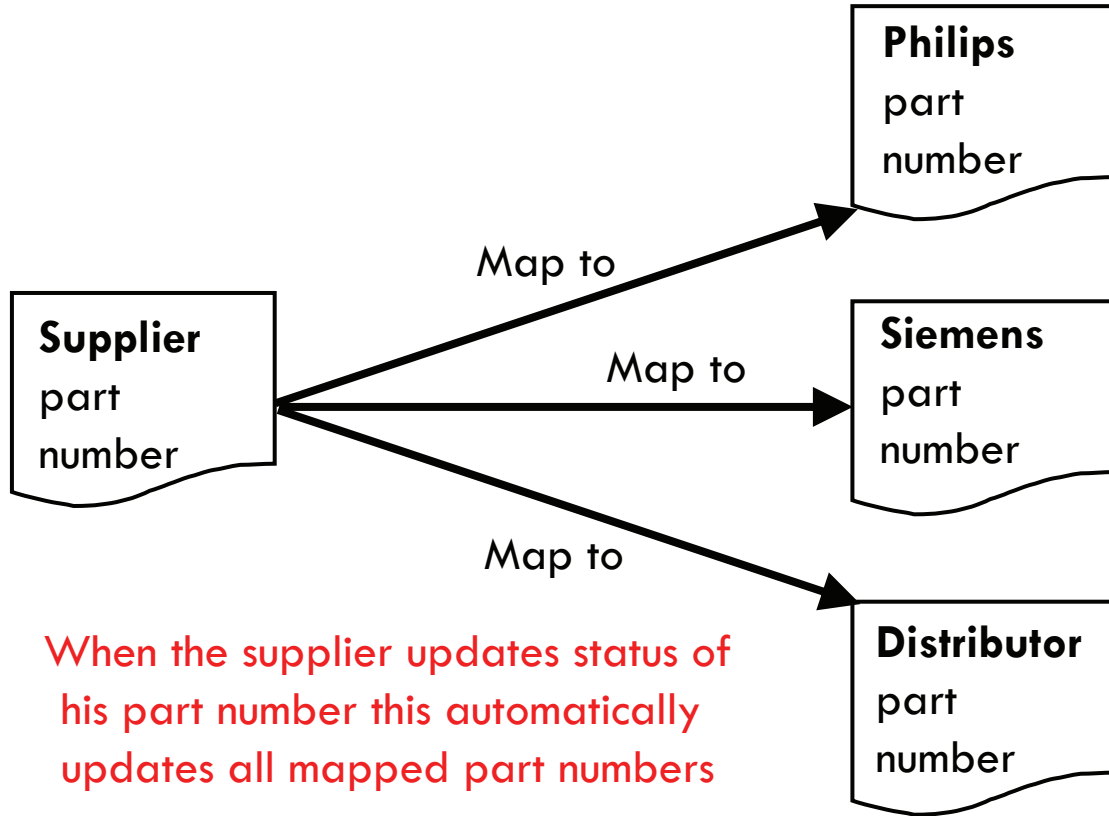 Philips
part
number
Map to
Supplier
part
number
Map to
Siemens
part
number
Map to
When the supplier updates status of
his part number this automatically
updates all mapped part numbers
Distributor
part
number